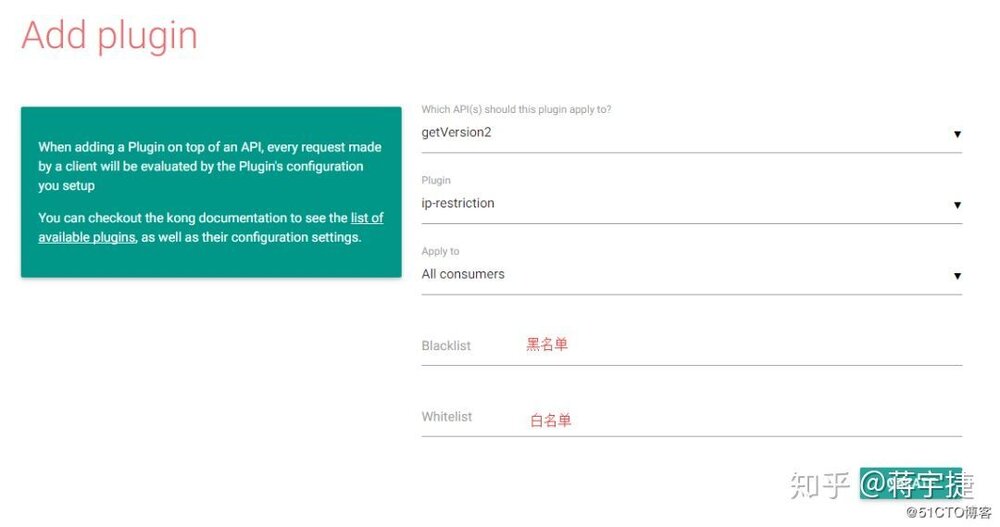 Add plugin
When adding a Plugin on top of an API, every request made
by a client will be evaluated by the Plugin's configuration
you setup
You can checkout the kong documentation to see the list of
available plugins, as well as their configuration settings.
Which API(s) should this plugin apply to?
getVersion2
Plugin
ip-restriction
Apply to
All consumers
Blacklist 黑名单
Whitelist 白名单
知乎 @蒋宇捷
@51CTO博客